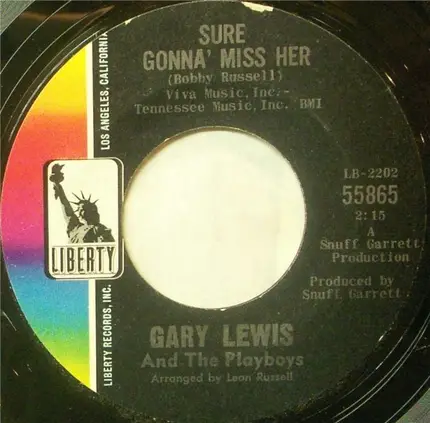 SURE
GONNA' MISS HER
(Bobby Russell)
Viva Music, Inc.-
Tennessee Music, Inc. BMI
LOS ANGELES, CALIFORNIA
LB-2202
55865
2:15
A
Snuff Garrett
Production
Produced by
Snuff Garrett
LIBERTY
LIBERTY RECORDS, INC.
GARY LEWIS
And The Playboys
Arranged by Leon Russell